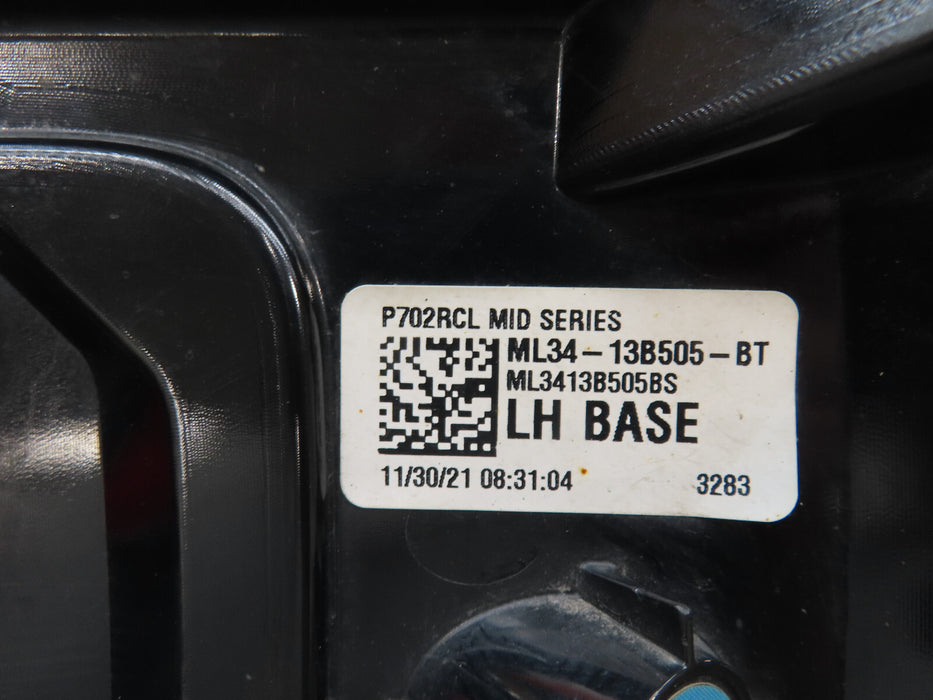 P702RCL MID SERIES
ML34-13B505-BT
ML3413B505BS
LH BASE
11/30/21 08:31:04 3283